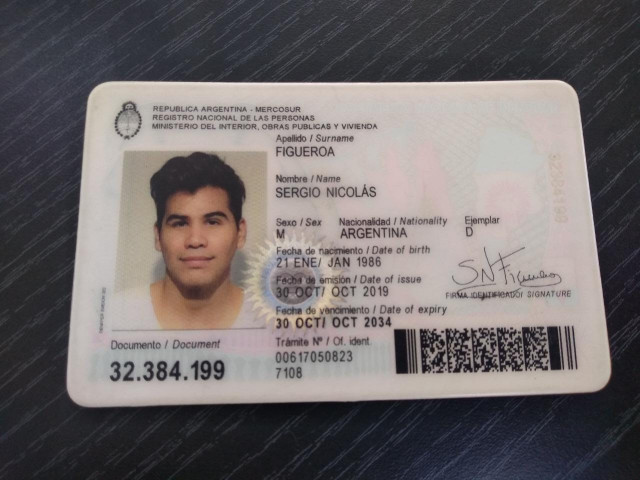 REPUBLICA ARGENTINA - MERCOSUR
REGISTRO NACIONAL DE LAS PERSONAS
MINISTERIO DEL INTERIOR, OBRAS PUBLICAS Y VIVIENDA
Apellido / Surname
FIGUEROA
Nombre / Name
SERGIO NICOLÁS
Sexo / Sex Nacionalidad / Nationality Ejemplar
M ARGENTINA D
Fecha de nacimiento / Date of birth
21 ENE/ JAN 1986
Fecha de emisión / Date of issue
30 OCT/ OCT 2019
Fecha de vencimiento / Date of expiry
30 OCT/ OCT 2034
SNFigueroa
FIRMA IDENTIFICADO/ SIGNATURE
Documento / Document
32.384.199
Trámite Nº / Of. ident.
00617050823
7108